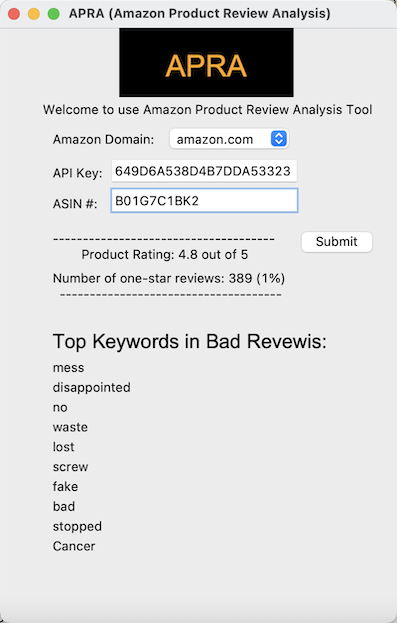 APRA (Amazon Product Review Analysis)
APRA
Welcome to use Amazon Product Review Analysis Tool
Amazon Domain: amazon.com
API Key: 649D6A538D4B7DDA53323
ASIN #: B01G7C1BK2
-------------------------------------
Submit
Product Rating: 4.8 out of 5
Number of one-star reviews: 389 (1%)
-------------------------------------
Top Keywords in Bad Revewis:
mess
disappointed
no
waste
lost
screw
fake
bad
stopped
Cancer